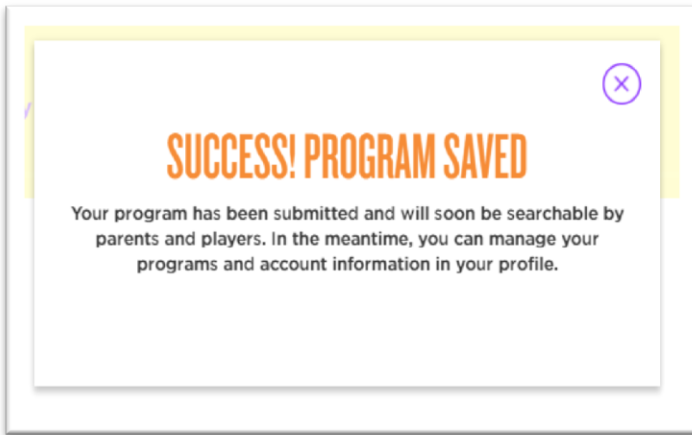 SUCCESS! PROGRAM SAVED
Your program has been submitted and will soon be searchable by
parents and players. In the meantime, you can manage your
programs and account information in your profile.